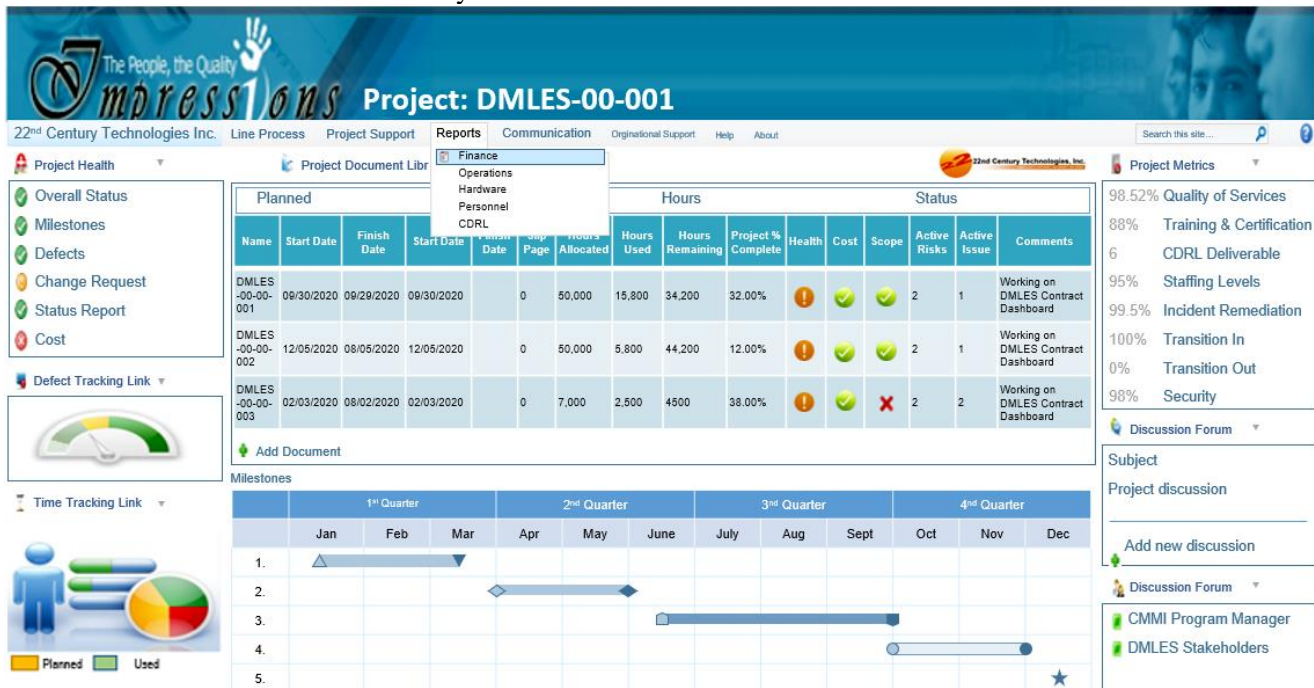 The People, the Quality
Mpress1ons
Project: DMLES-00-001
22nd Century Technologies Inc. Line Process Project Support Reports Communication Orginational Support Help About Search this site...
Project Health
Overall Status
Milestones
Defects
Change Request
Status Report
Cost
Defect Tracking Link
Time Tracking Link
Planned Used
Project Document Libr
Finance
Operations
Hardware
Personnel
CDRL
22nd Century Technologies, Inc.
Planned Hours Status
Name Start Date Finish Date Start Date Finish Date Slip Page Hours Allocated Hours Used Hours Remaining Project % Complete Health Cost Scope Active Risks Active Issue Comments
DMLES-00-00-001 09/30/2020 09/29/2020 09/30/2020 0 50,000 15,800 34,200 32.00% 2 1 Working on DMLES Contract Dashboard
DMLES-00-00-002 12/05/2020 08/05/2020 12/05/2020 0 50,000 5,800 44,200 12.00% 2 1 Working on DMLES Contract Dashboard
DMLES-00-00-003 02/03/2020 08/02/2020 02/03/2020 0 7,000 2,500 4500 38.00% 2 2 Working on DMLES Contract Dashboard
Add Document
Milestones
1st Quarter 2nd Quarter 3nd Quarter 4nd Quarter
Jan Feb Mar Apr May June July Aug Sept Oct Nov Dec
1.
2.
3.
4.
5.
Project Metrics
98.52% Quality of Services
88% Training & Certification
6 CDRL Deliverable
95% Staffing Levels
99.5% Incident Remediation
100% Transition In
0% Transition Out
98% Security
Discussion Forum
Subject
Project discussion
Add new discussion
Discussion Forum
CMMI Program Manager
DMLES Stakeholders